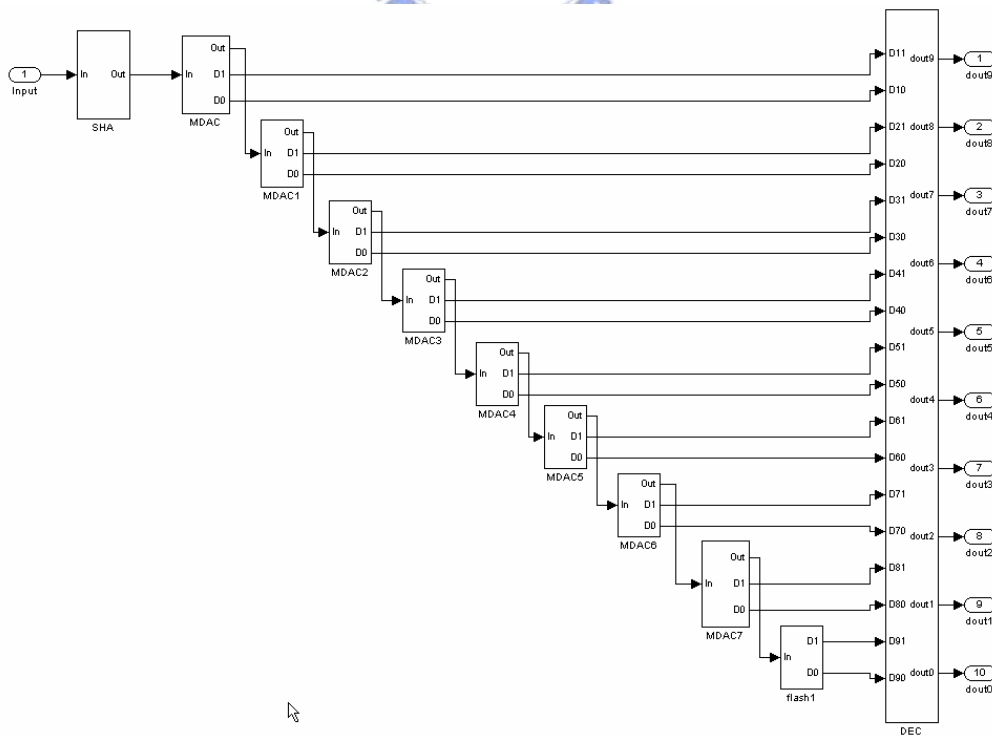 1
Input
In Out
SHA
Out
In D1
D0
MDAC
Out
In D1
D0
MDAC1
Out
In D1
D0
MDAC2
Out
In D1
D0
MDAC3
Out
In D1
D0
MDAC4
Out
In D1
D0
MDAC5
Out
In D1
D0
MDAC6
Out
In D1
D0
MDAC7
D1
In
D0
flash1
D11
D10
D21
D20
D31
D30
D41
D40
D51
D50
D61
D60
D71
D70
D81
D80
D91
D90
dout9
dout8
dout7
dout6
dout5
dout4
dout3
dout2
dout1
dout0
DEC
1
dout9
2
dout8
3
dout7
4
dout6
5
dout5
6
dout4
7
dout3
8
dout2
9
dout1
10
dout0